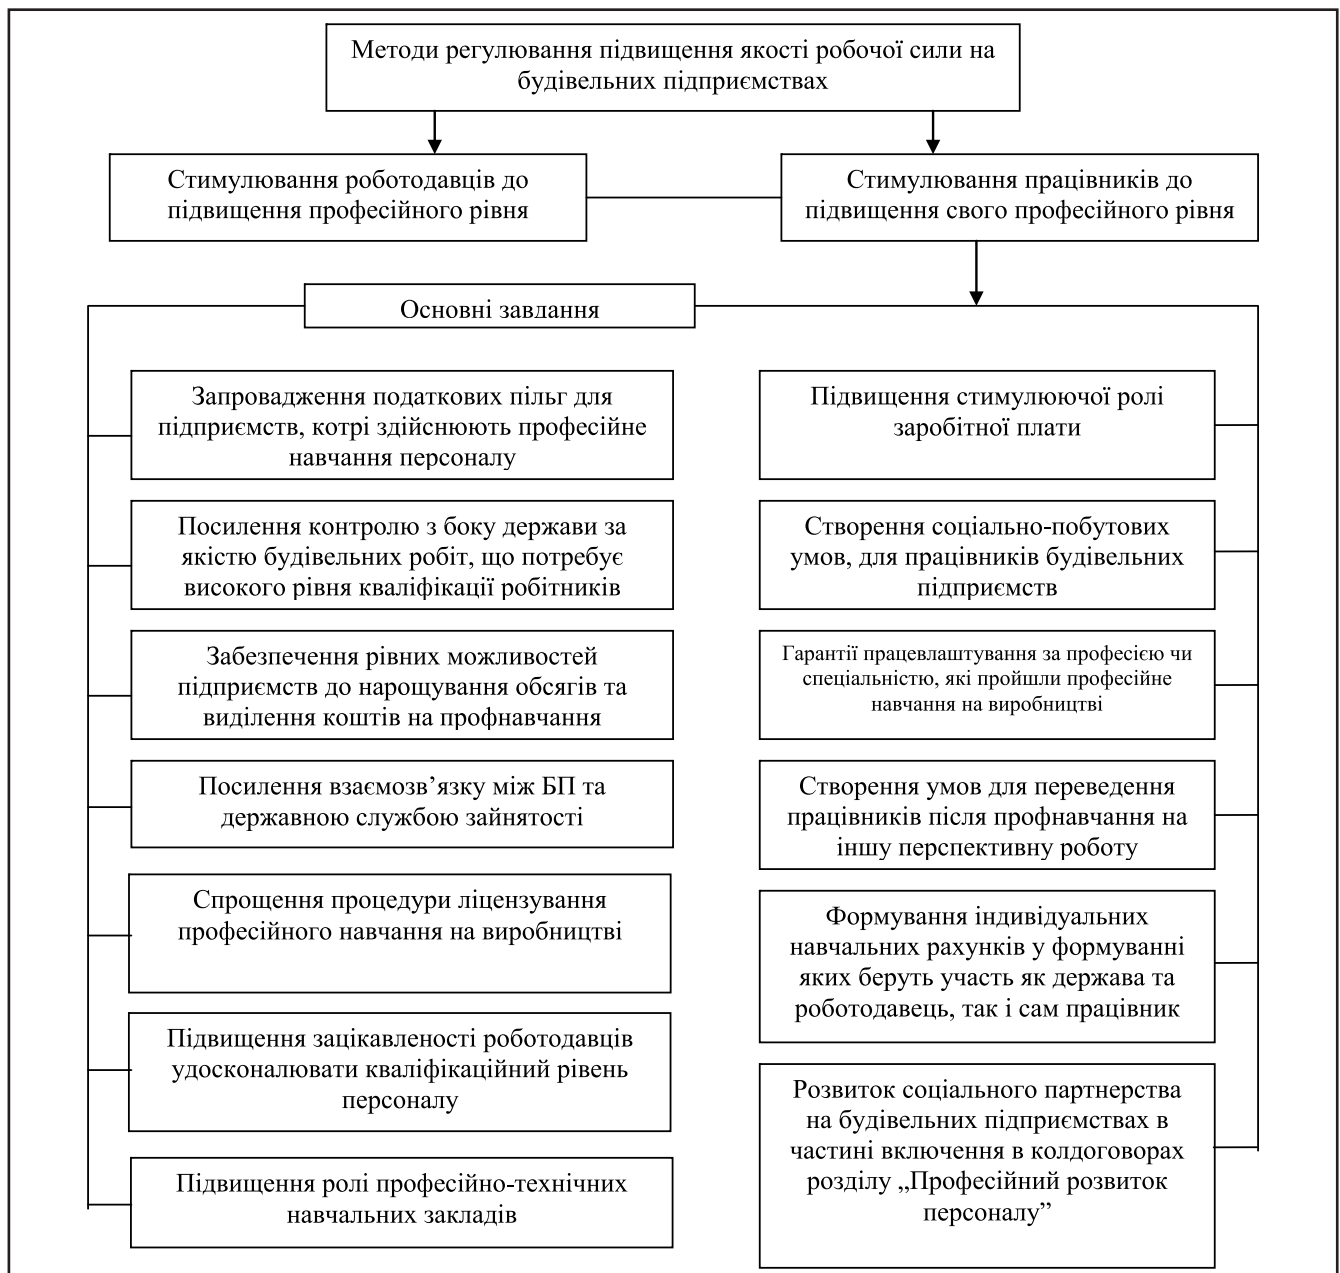 Методи регулювання підвищення якості робочої сили на
будівельних підприємствах
Стимулювання роботодавців до
підвищення професійного рівня
Стимулювання працівників до
підвищення свого професійного рівня
Основні завдання
Запровадження податкових пільг для
підприємств, котрі здійснюють професійне
навчання персоналу
Посилення контролю з боку держави за
якістю будівельних робіт, що потребує
високого рівня кваліфікації робітників
Забезпечення рівних можливостей
підприємств до нарощування обсягів та
виділення коштів на профнавчання
Посилення взаємозв’язку між БП та
державною службою зайнятості
Спрощення процедури ліцензування
професійного навчання на виробництві
Підвищення зацікавленості роботодавців
удосконалювати кваліфікаційний рівень
персоналу
Підвищення ролі професійно-технічних
навчальних закладів
Підвищення стимулюючої ролі
заробітної плати
Створення соціально-побутових
умов, для працівників будівельних
підприємств
Гарантії працевлаштування за професією чи
спеціальністю, які пройшли професійне
навчання на виробництві
Створення умов для переведення
працівників після профнавчання на
іншу перспективну роботу
Формування індивідуальних
навчальних рахунків у формуванні
яких беруть участь як держава та
роботодавець, так і сам працівник
Розвиток соціального партнерства
на будівельних підприємствах в
частині включення в колдоговорах
розділу „Професійний розвиток
персоналу”